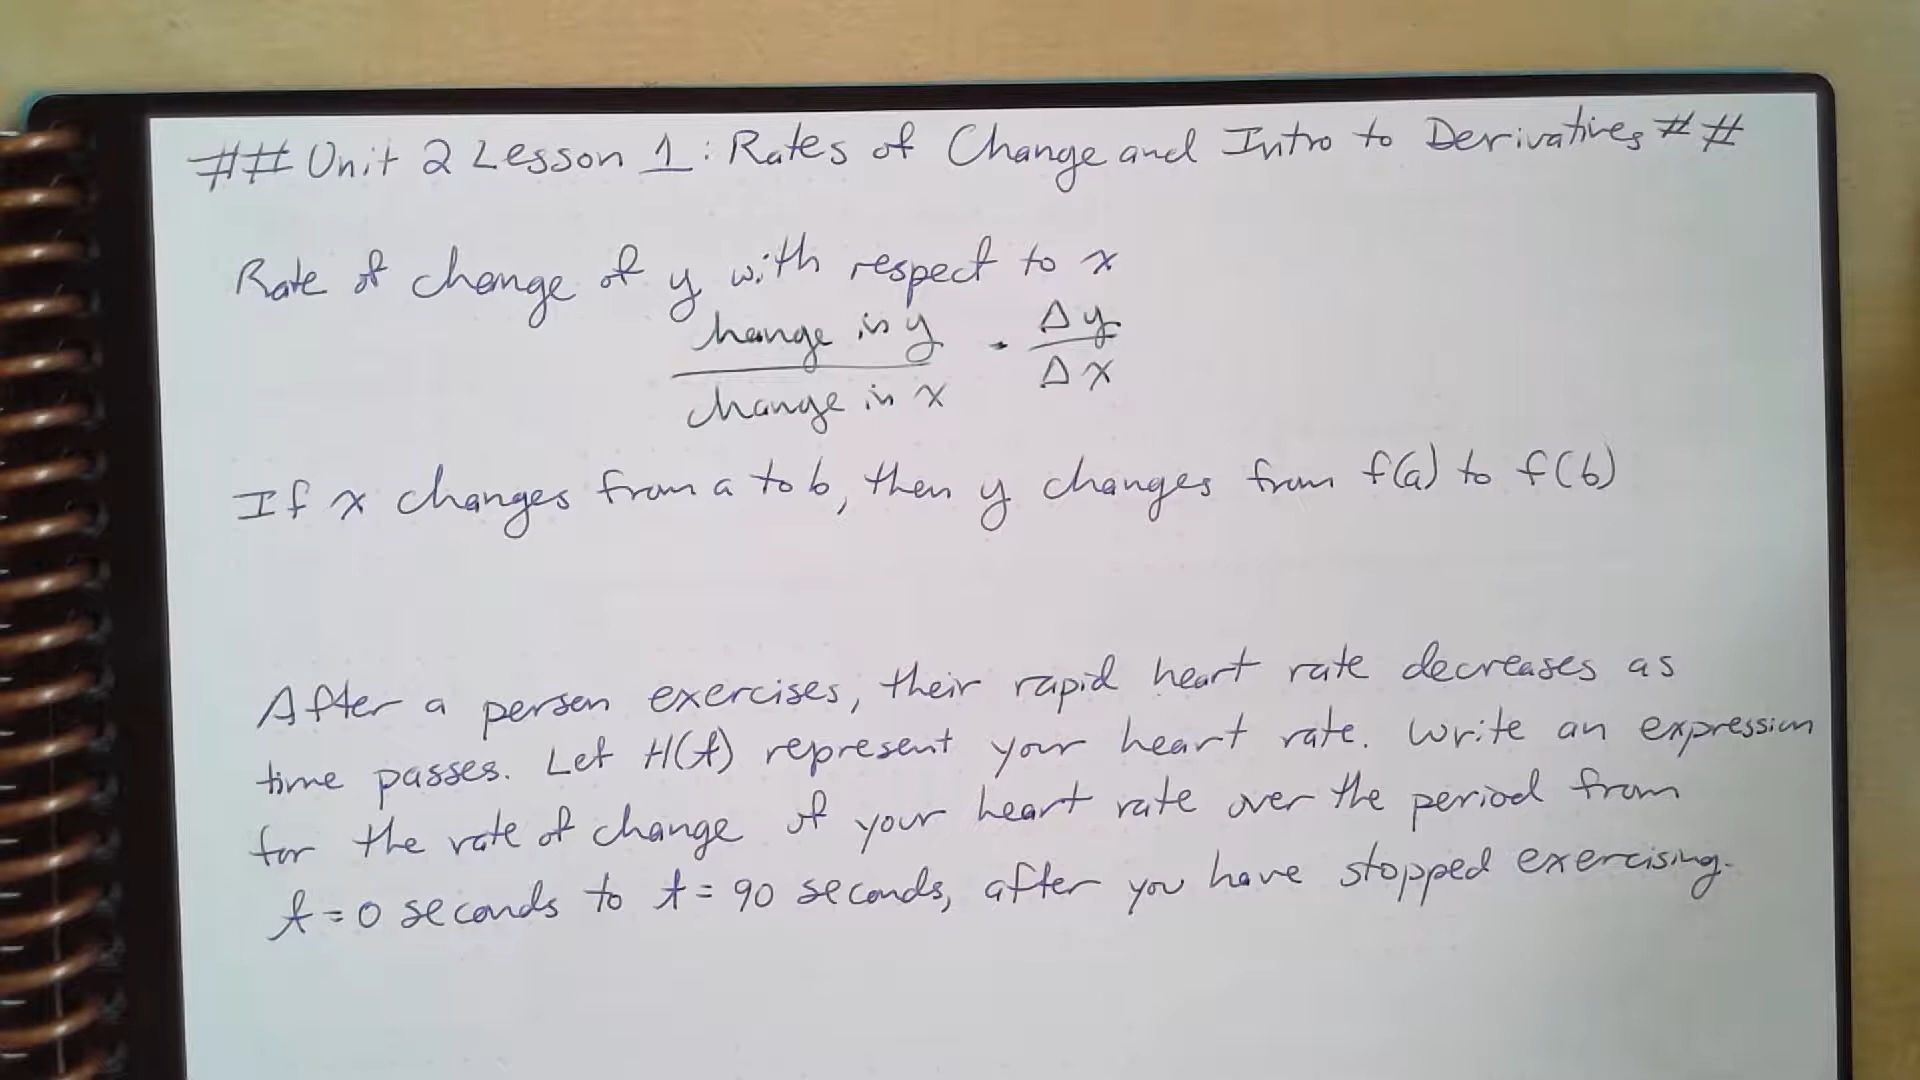 ## Unit 2 Lesson 1: Rates of Change and Intro to Derivatives ##
Rate of change of y with respect to x
change in y / change in x = Δy / Δx
If x changes from a to b, then y changes from f(a) to f(b)
After a person exercises, their rapid heart rate decreases as
time passes. Let H(t) represent your heart rate. Write an expression
for the rate of change of your heart rate over the period from
t=0 seconds to t=90 seconds, after you have stopped exercising.